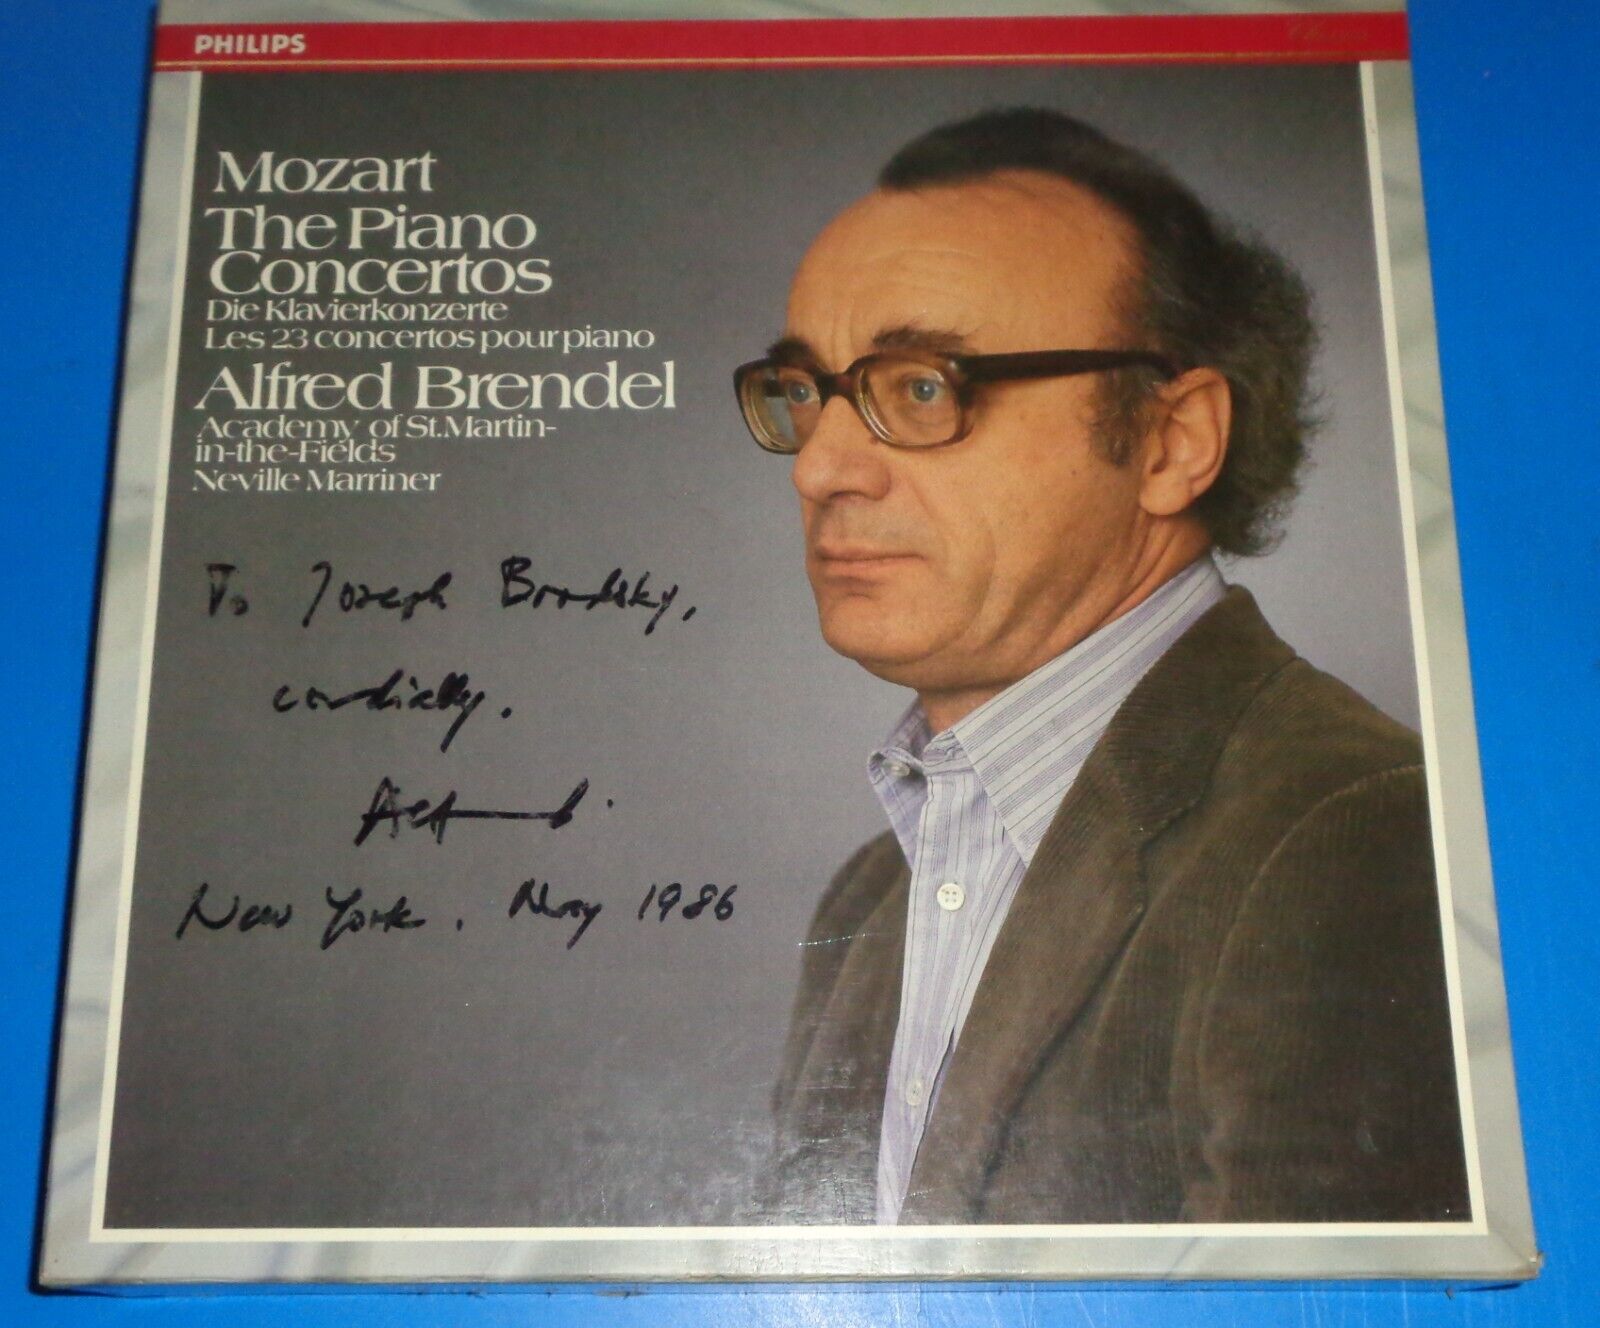 PHILIPS
Mozart
The Piano
Concertos
Die Klavierkonzerte
Les 23 concertos pour piano
Alfred Brendel
Academy of St. Martin-
in-the-Fields
Neville Marriner
To Joseph Brodsky,
cordially.
New York. May 1986